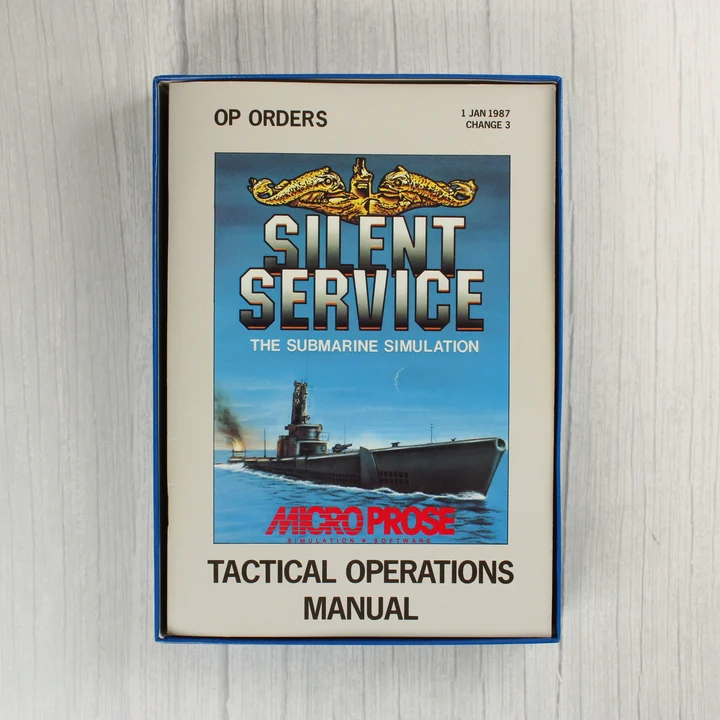 OP ORDERS
1 JAN 1987
CHANGE 3
SILENT
SERVICE
THE SUBMARINE SIMULATION
MICRO PROSE
SIMULATION • SOFTWARE
TACTICAL OPERATIONS
MANUAL